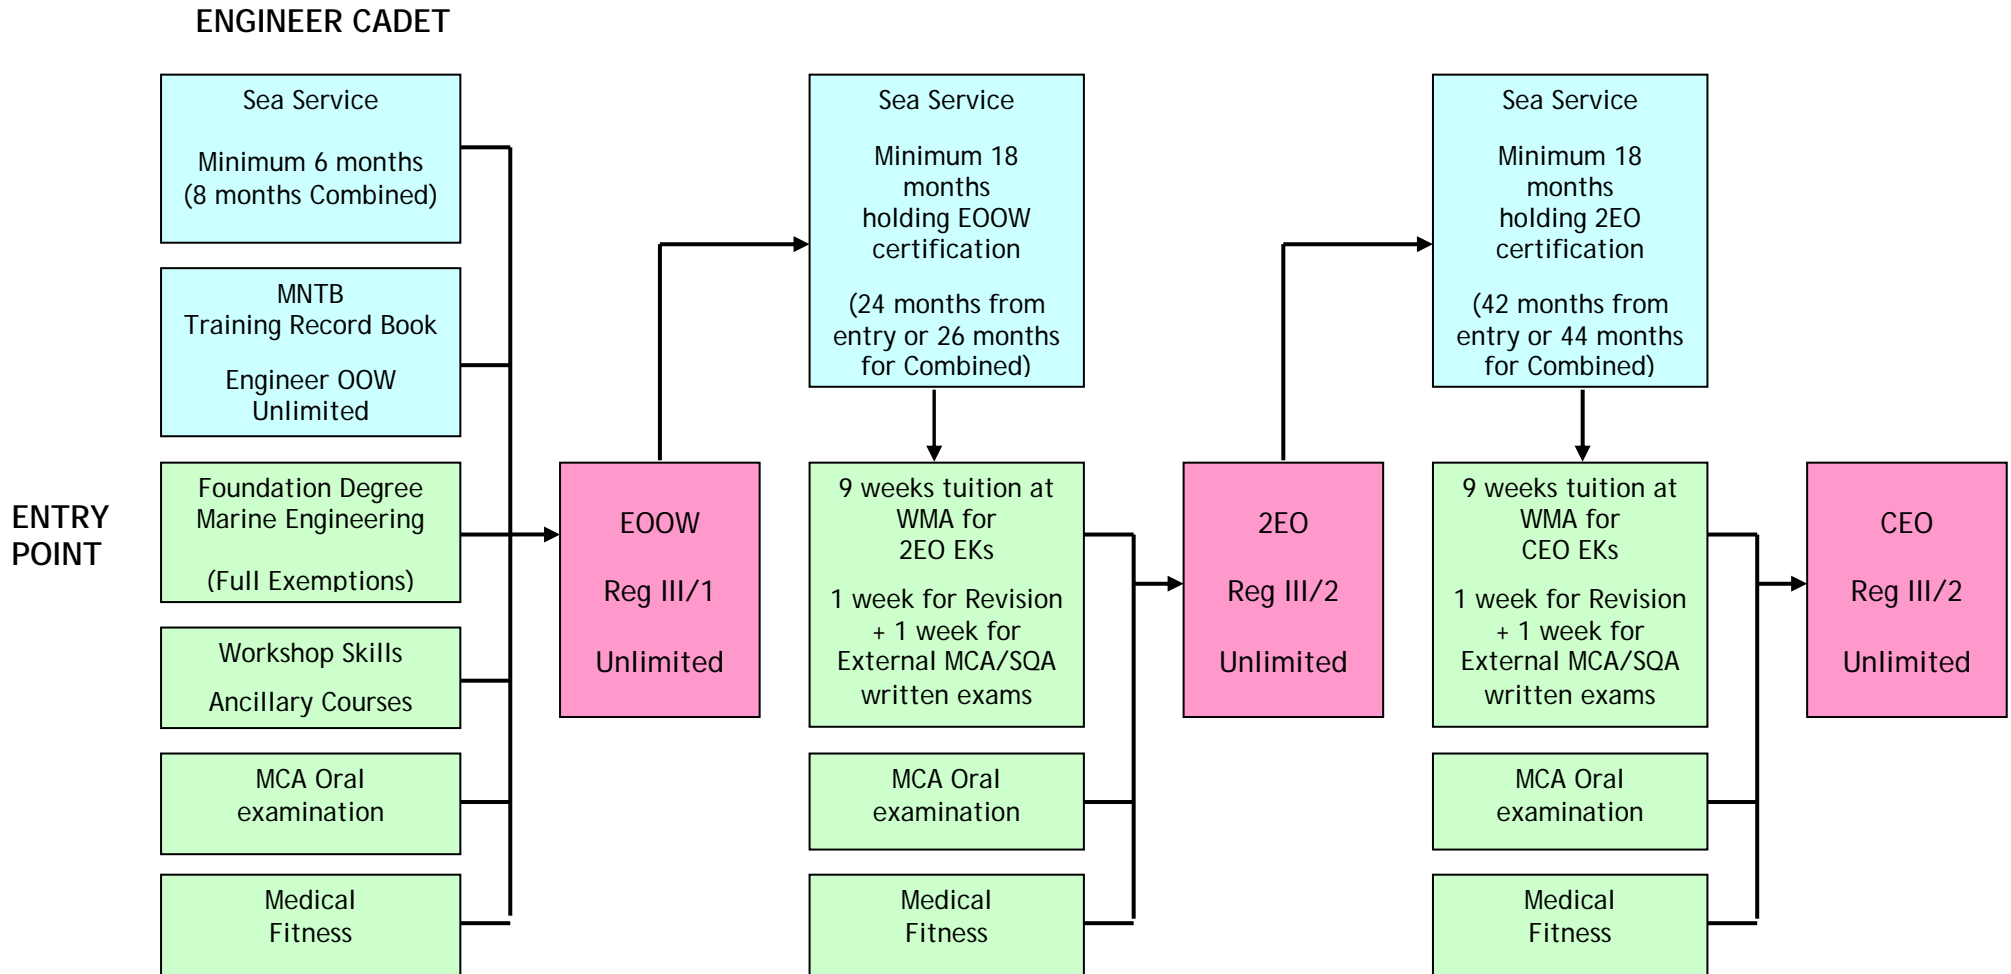 ENGINEER CADET
Sea Service
Minimum 6 months
(8 months Combined)
MNTB
Training Record Book
Engineer OOW
Unlimited
ENTRY
POINT
Foundation Degree
Marine Engineering
(Full Exemptions)
Workshop Skills
Ancillary Courses
MCA Oral
examination
Medical
Fitness
EOOW
Reg III/1
Unlimited
Sea Service
Minimum 18
months
holding EOOW
certification
(24 months from
entry or 26 months
for Combined)
9 weeks tuition at
WMA for
2EO EKs
1 week for Revision
+ 1 week for
External MCA/SQA
written exams
MCA Oral
examination
Medical
Fitness
2EO
Reg III/2
Unlimited
Sea Service
Minimum 18
months
holding 2EO
certification
(42 months from
entry or 44 months
for Combined)
9 weeks tuition at
WMA for
CEO EKs
1 week for Revision
+ 1 week for
External MCA/SQA
written exams
MCA Oral
examination
Medical
Fitness
CEO
Reg III/2
Unlimited